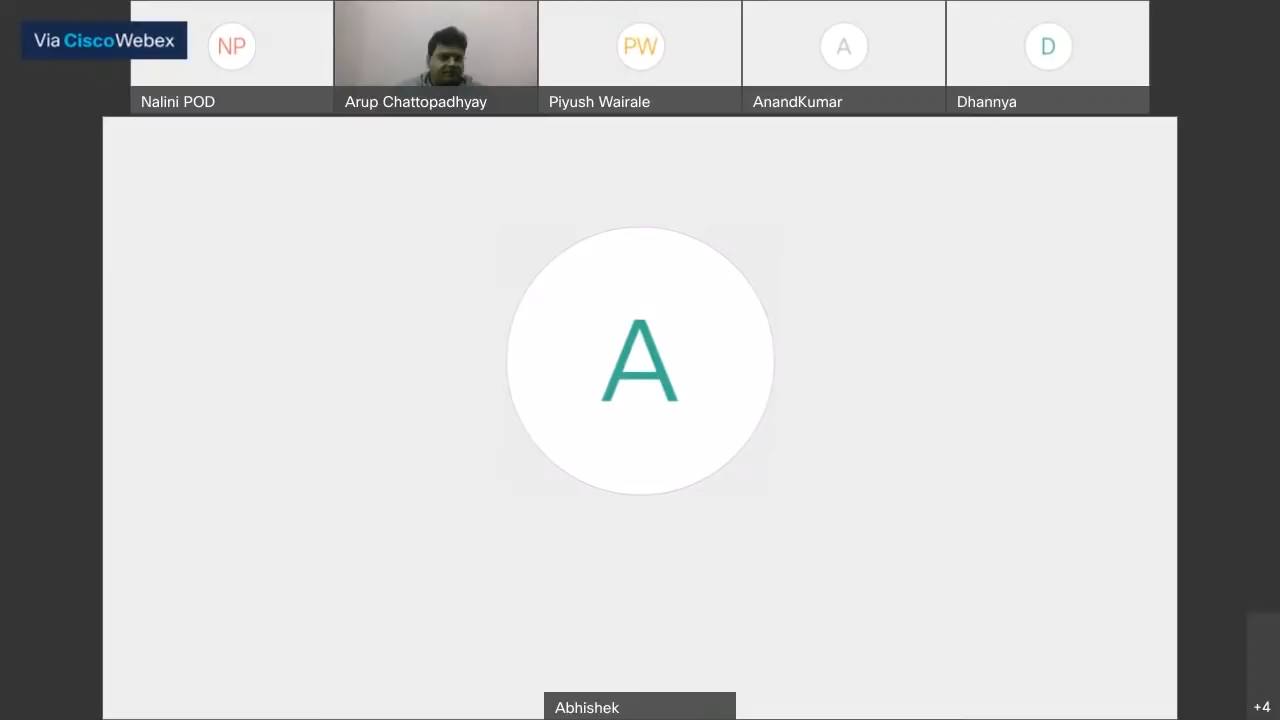 Via CiscoWebex
NP
PW
A
D
Nalini POD
Arup Chattopadhyay
Piyush Wairale
AnandKumar
Dhannya
A
Abhishek
+4